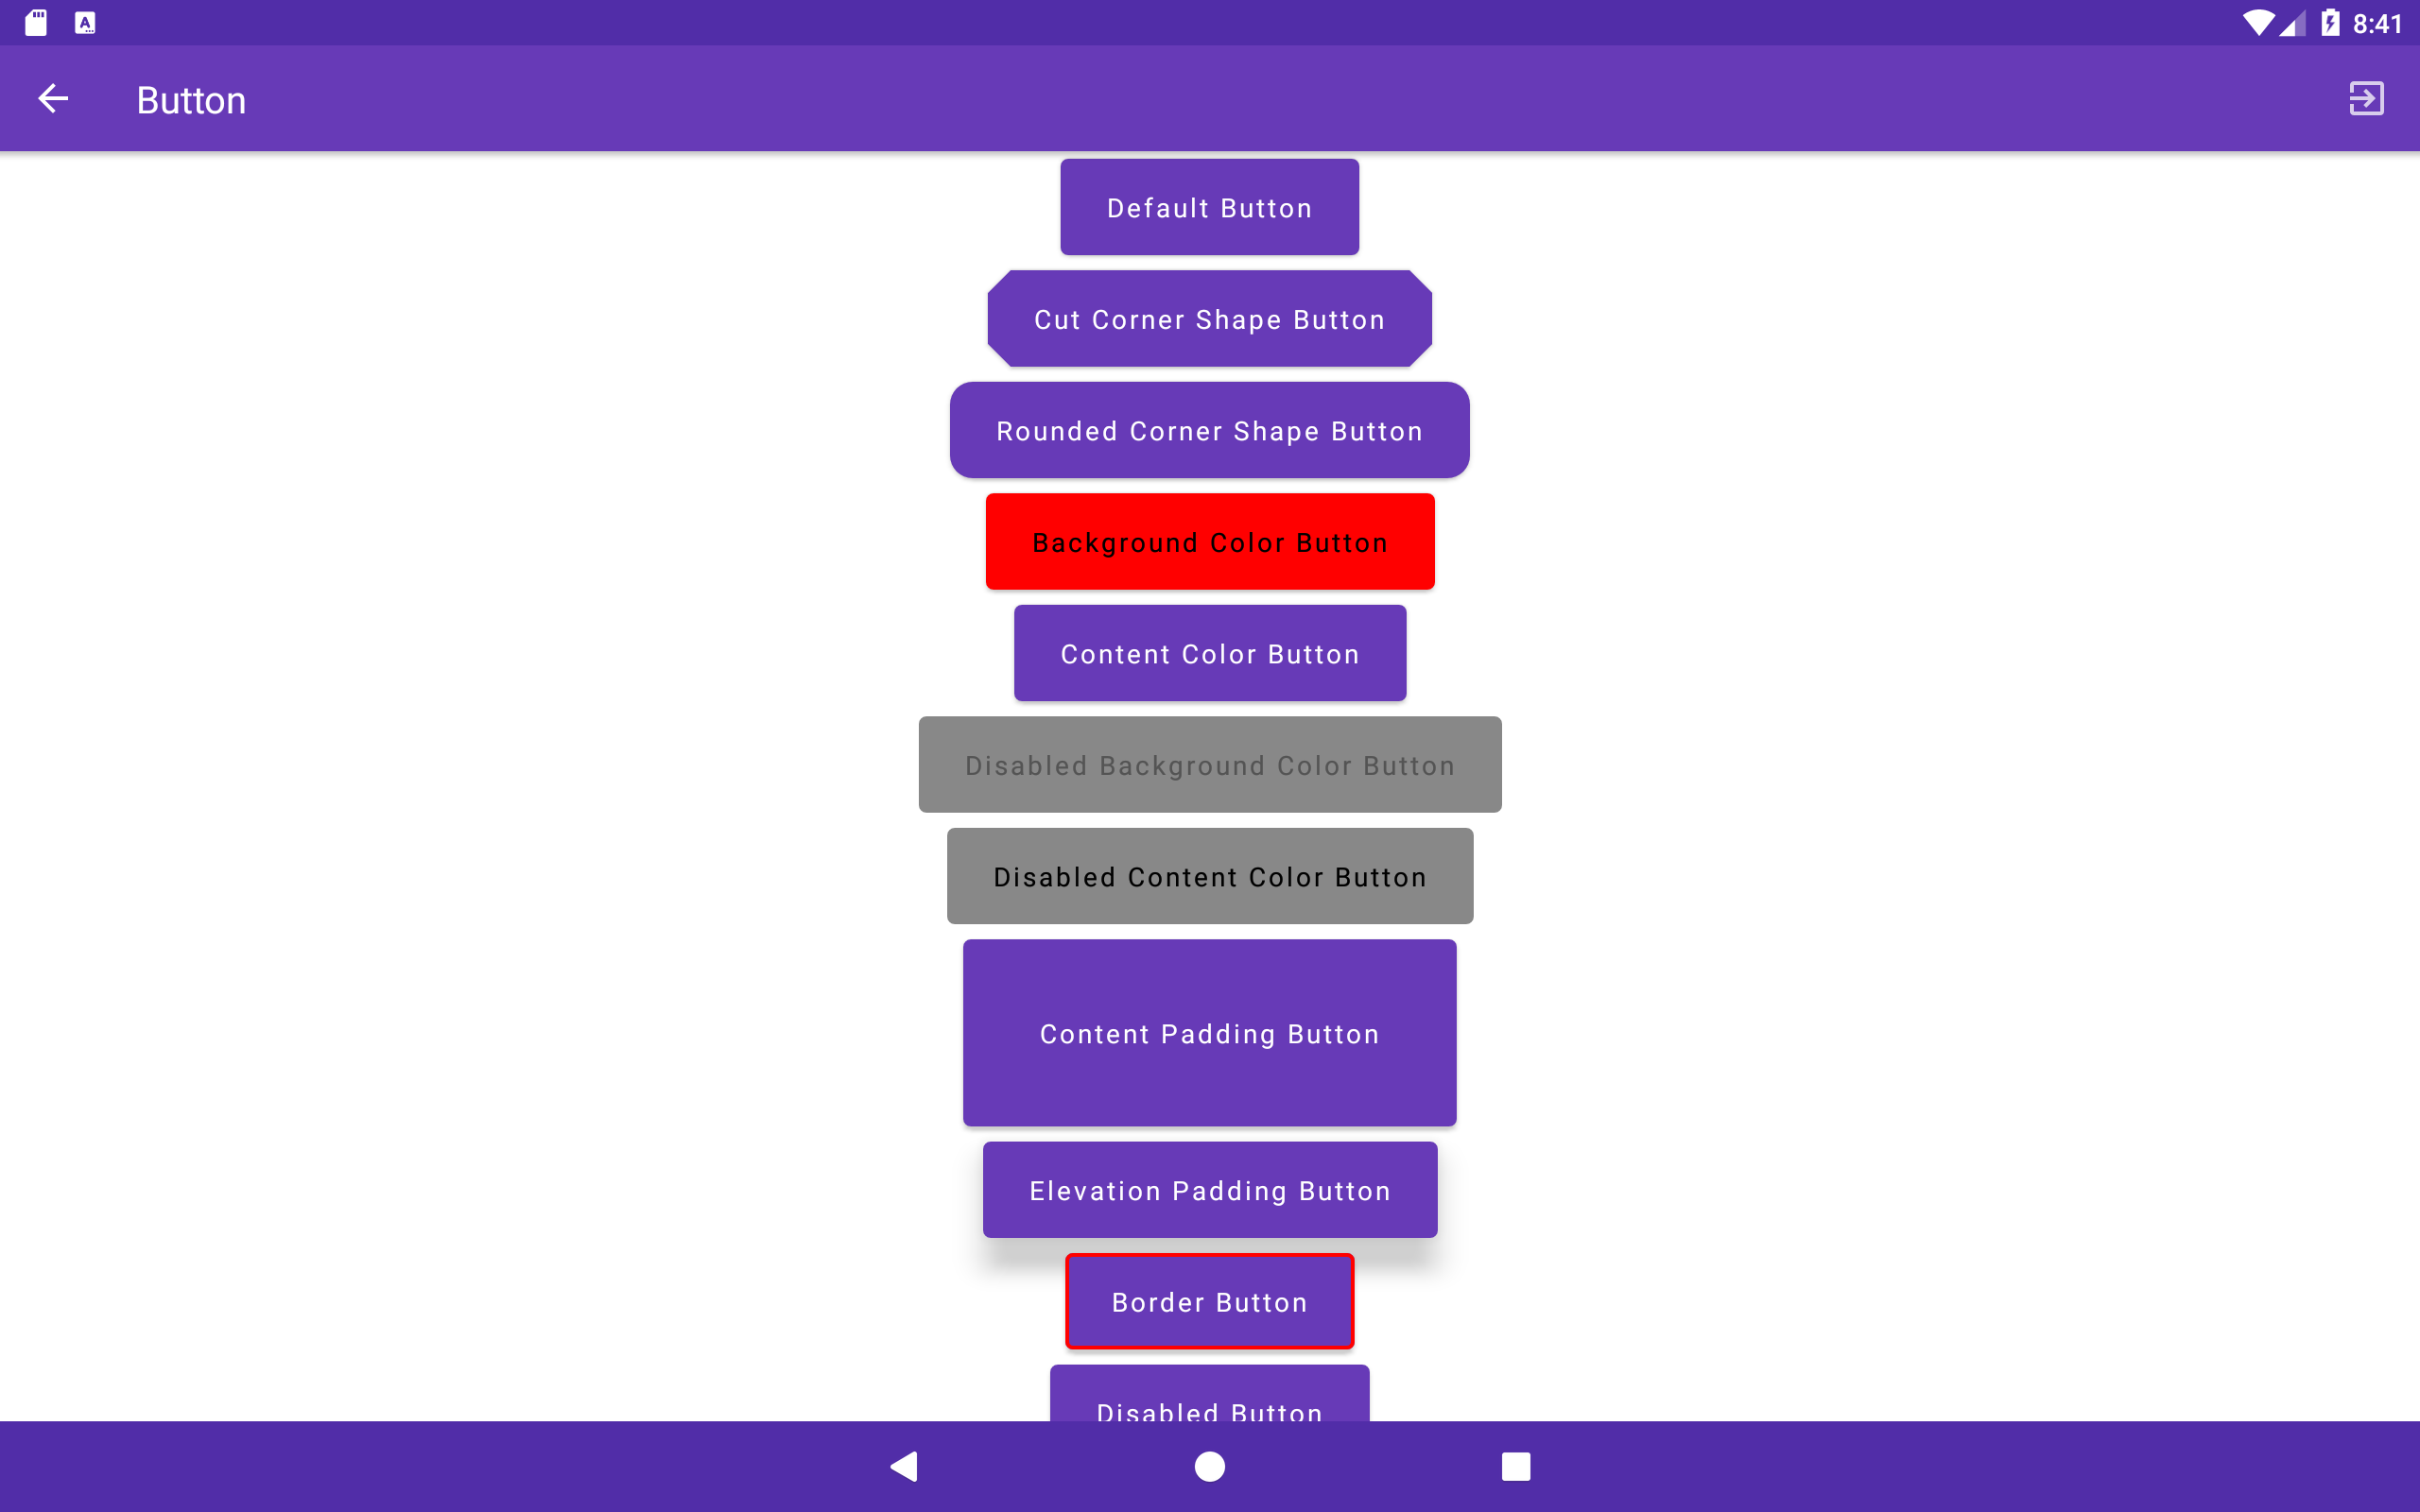 8:41
Button
Default Button
Cut Corner Shape Button
Rounded Corner Shape Button
Background Color Button
Content Color Button
Disabled Background Color Button
Disabled Content Color Button
Content Padding Button
Elevation Padding Button
Border Button
Disabled Button